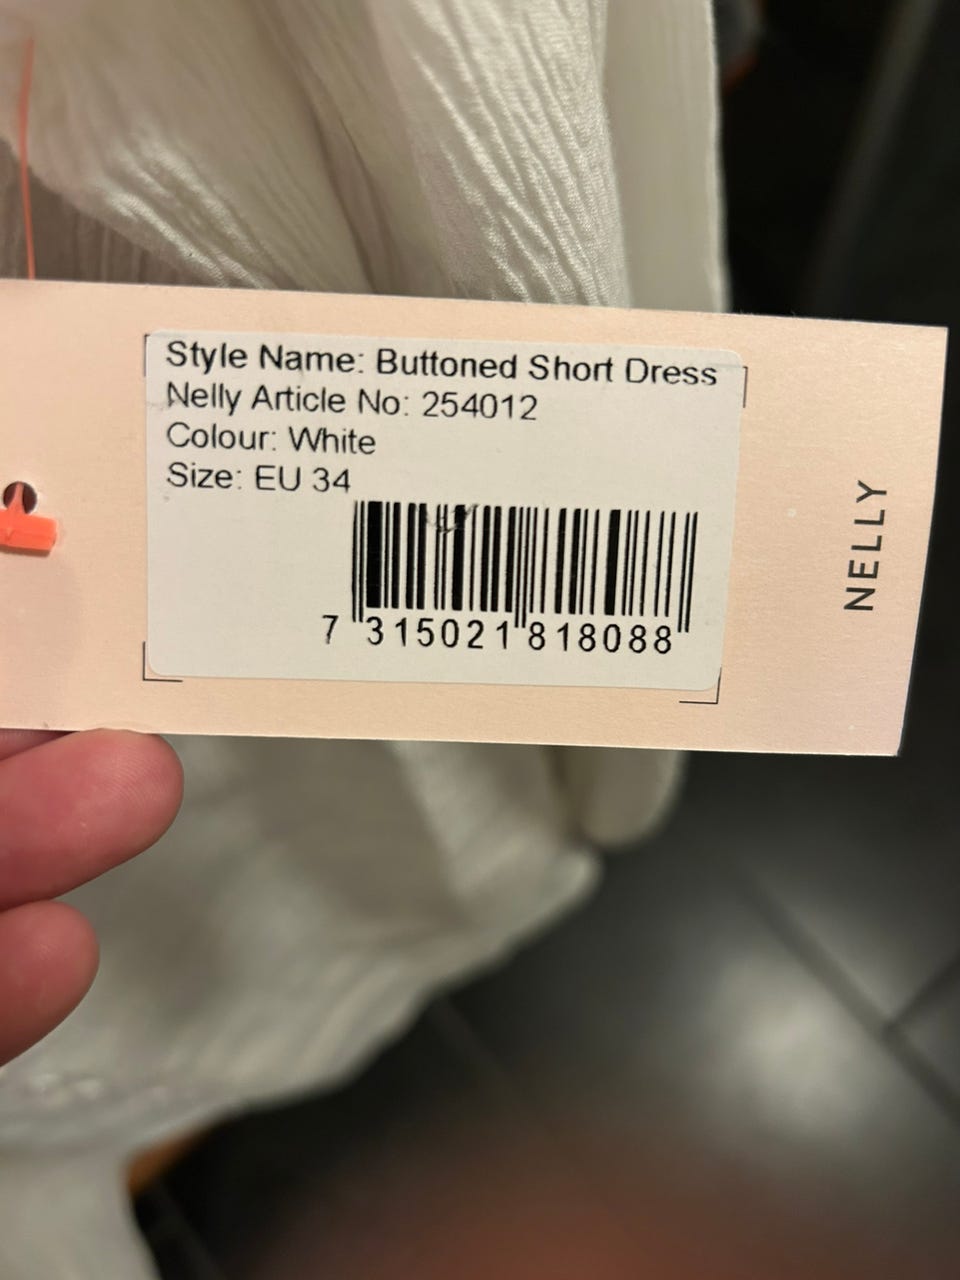 Style Name: Buttoned Short Dress
Nelly Article No: 254012
Colour: White
Size: EU 34
7 315021 818088
NELLY